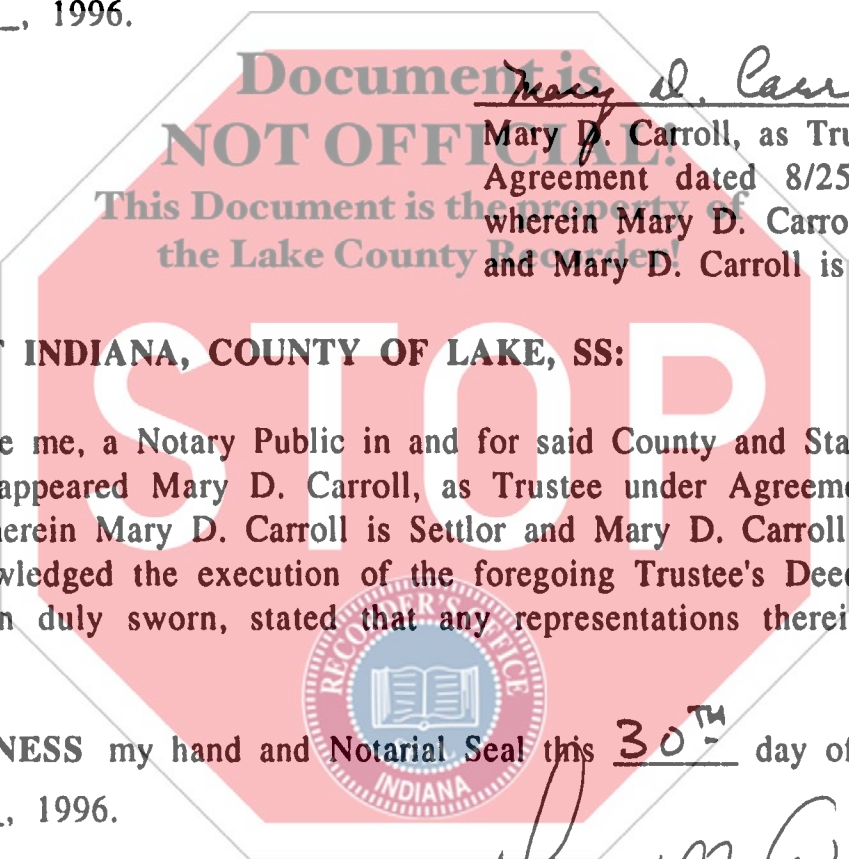 _, 1996.
Document is
NOT OFFICIAL!
This Document is the property of
the Lake County Recorder!
Mary D. Carr
Mary D. Carroll, as Tru
Agreement dated 8/25
wherein Mary D. Carro
and Mary D. Carroll is
STOP
INDIANA, COUNTY OF LAKE, SS:
e me, a Notary Public in and for said County and Sta
appeared Mary D. Carroll, as Trustee under Agreem
erein Mary D. Carroll is Settlor and Mary D. Carroll
wledged the execution of the foregoing Trustee's Deed
n duly sworn, stated that any representations therei
RECORDER'S OFFICE
INDIANA
NESS my hand and Notarial Seal this 30TH day of
_, 1996.